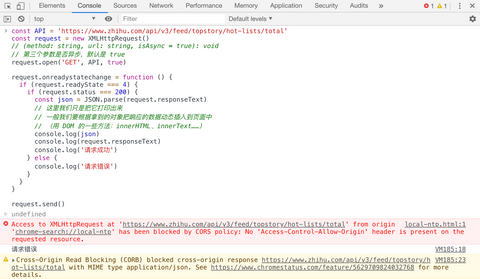 Elements Console Sources Network Performance Memory Application Security Audits 1 1
top Filter Default levels
const API = 'https://www.zhihu.com/api/v3/feed/topstory/hot-lists/total'
const request = new XMLHttpRequest()
// (method: string, url: string, isAsync = true): void
// 第三个参数是否异步，默认是 true
request.open('GET', API, true)
request.onreadystatechange = function () {
if (request.readyState === 4) {
if (request.status === 200) {
const json = JSON.parse(request.responseText)
// 这里我们只是把它打印出来
// 一般我们要根据拿到的对象把响应的数据动态插入到页面中
// （用 DOM 的一些方法：innerHTML、innerText……）
console.log(json)
console.log(request.responseText)
console.log('请求成功')
} else {
console.log('请求错误')
}
}
}
request.send()
undefined
Access to XMLHttpRequest at 'https://www.zhihu.com/api/v3/feed/topstory/hot-lists/total' from origin local-ntp.html:1
'chrome-search://local-ntp' has been blocked by CORS policy: No 'Access-Control-Allow-Origin' header is present on the
requested resource.
请求错误 VM185:18
Cross-Origin Read Blocking (CORB) blocked cross-origin response https://www.zhihu.com/api/v3/feed/topstory/h VM185:23
ot-lists/total with MIME type application/json. See https://www.chromestatus.com/feature/5629709824032768 for more
details.